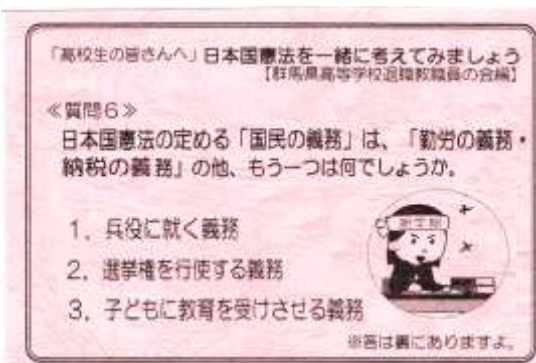 「高校生の皆さんへ」日本国憲法を一緒に考えてみましょう
【群馬県高等学校退職教職員の会編】
≪質問6≫
日本国憲法の定める「国民の義務」は、「勤労の義務・
納税の義務」の他、もう一つは何でしょうか。
1．兵役に就く義務
2．選挙権を行使する義務
3．子どもに教育を受けさせる義務
※答は裏にありますよ。